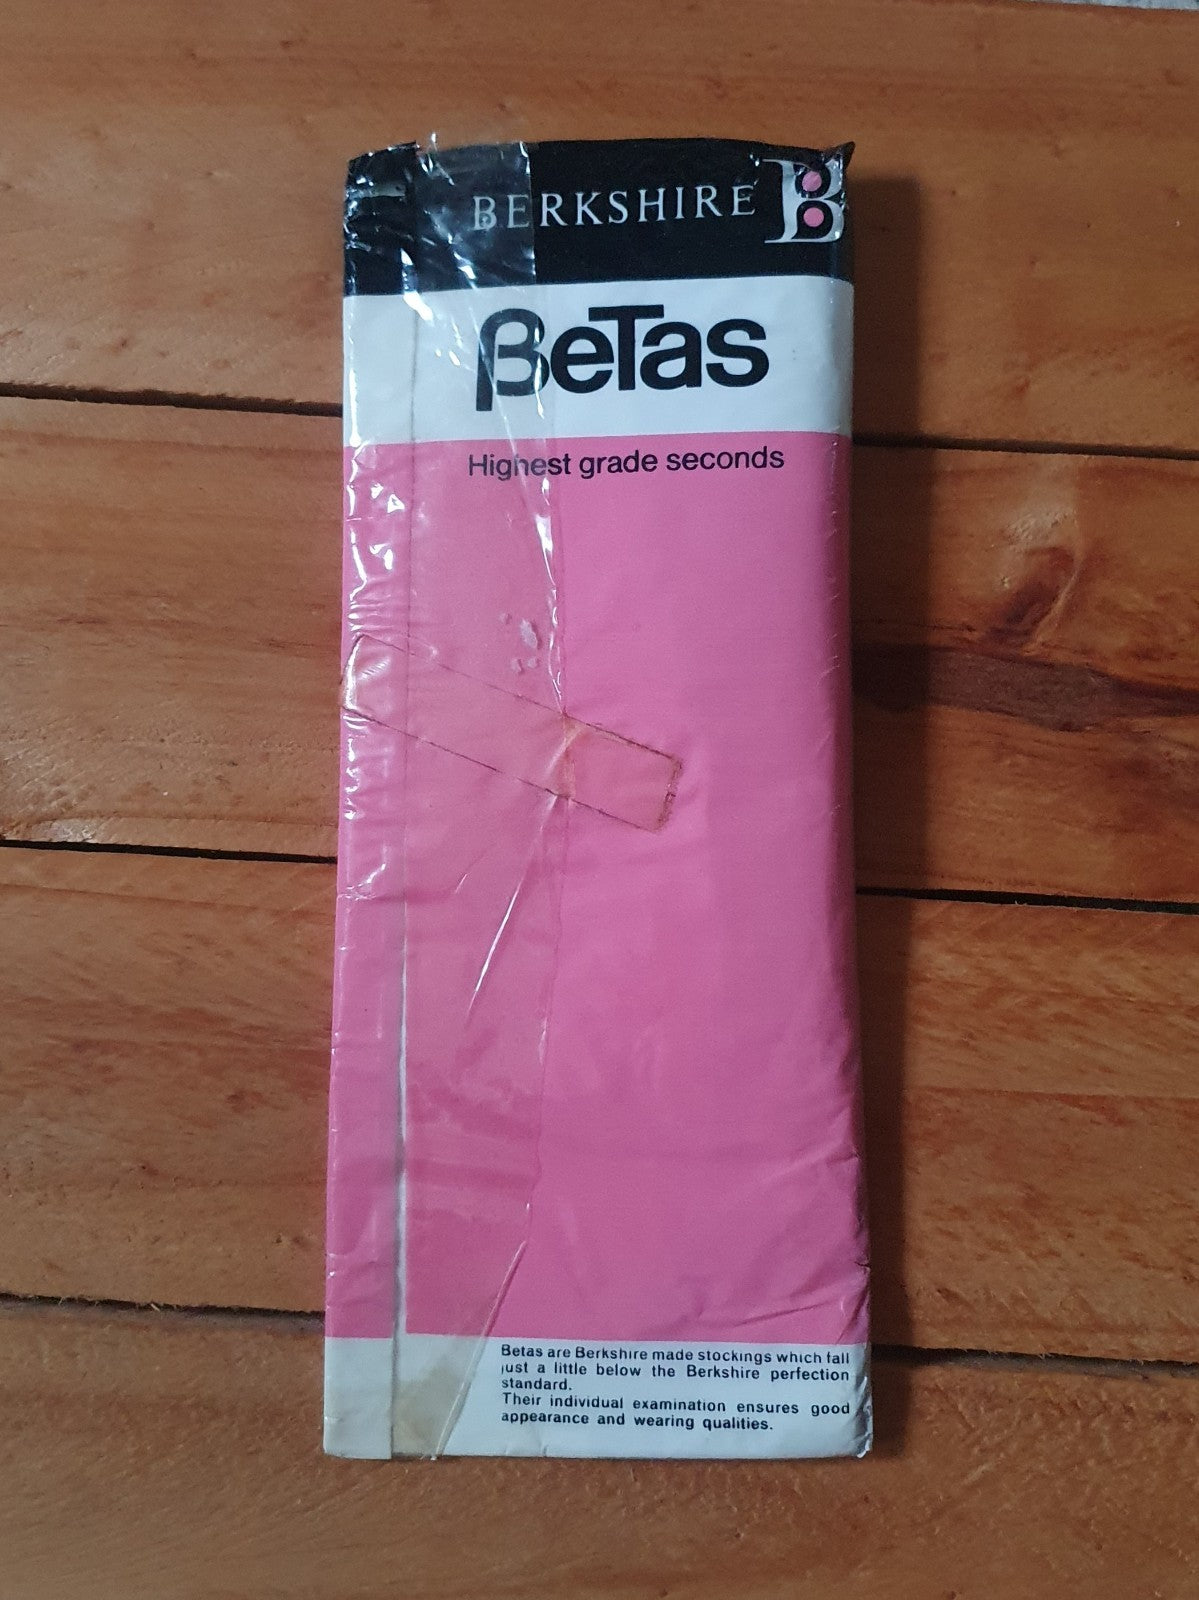 BERKSHIRE B
BeTas
Highest grade seconds
Betas are Berkshire made stockings which fall
just a little below the Berkshire perfection
standard.
Their individual examination ensures good
appearance and wearing qualities.